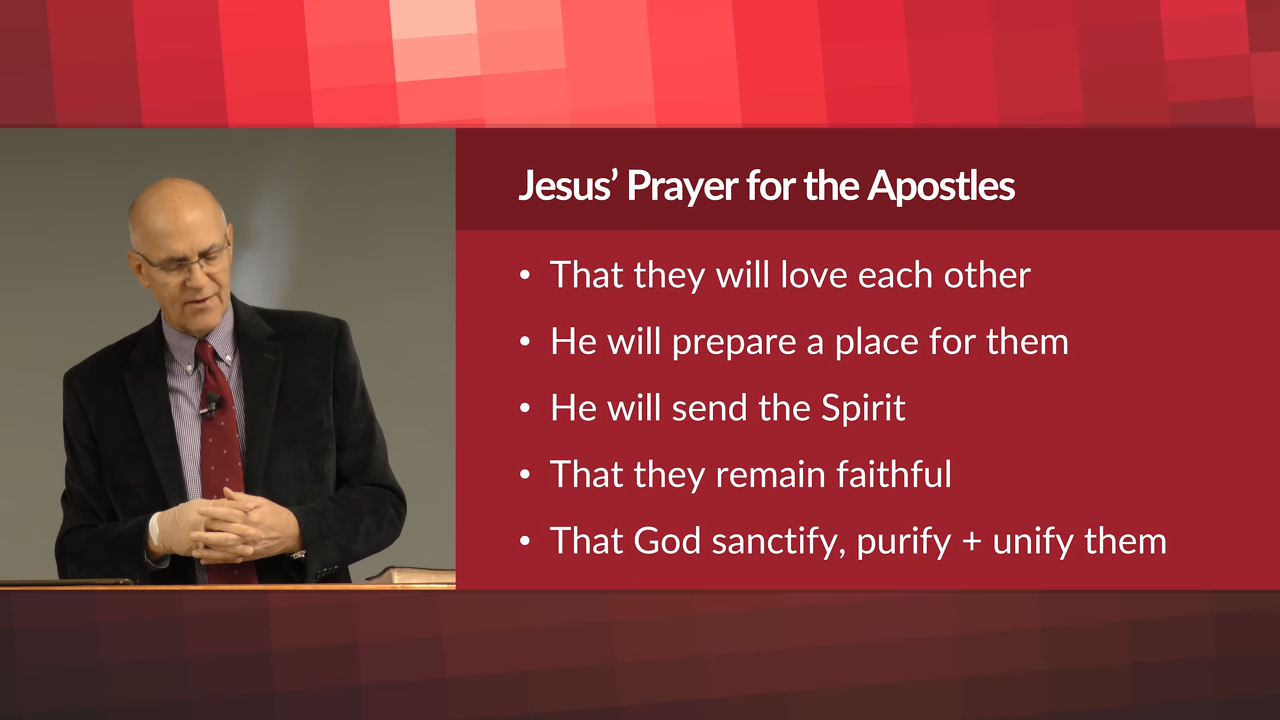 Jesus’ Prayer for the Apostles
• That they will love each other
• He will prepare a place for them
• He will send the Spirit
• That they remain faithful
• That God sanctify, purify + unify them